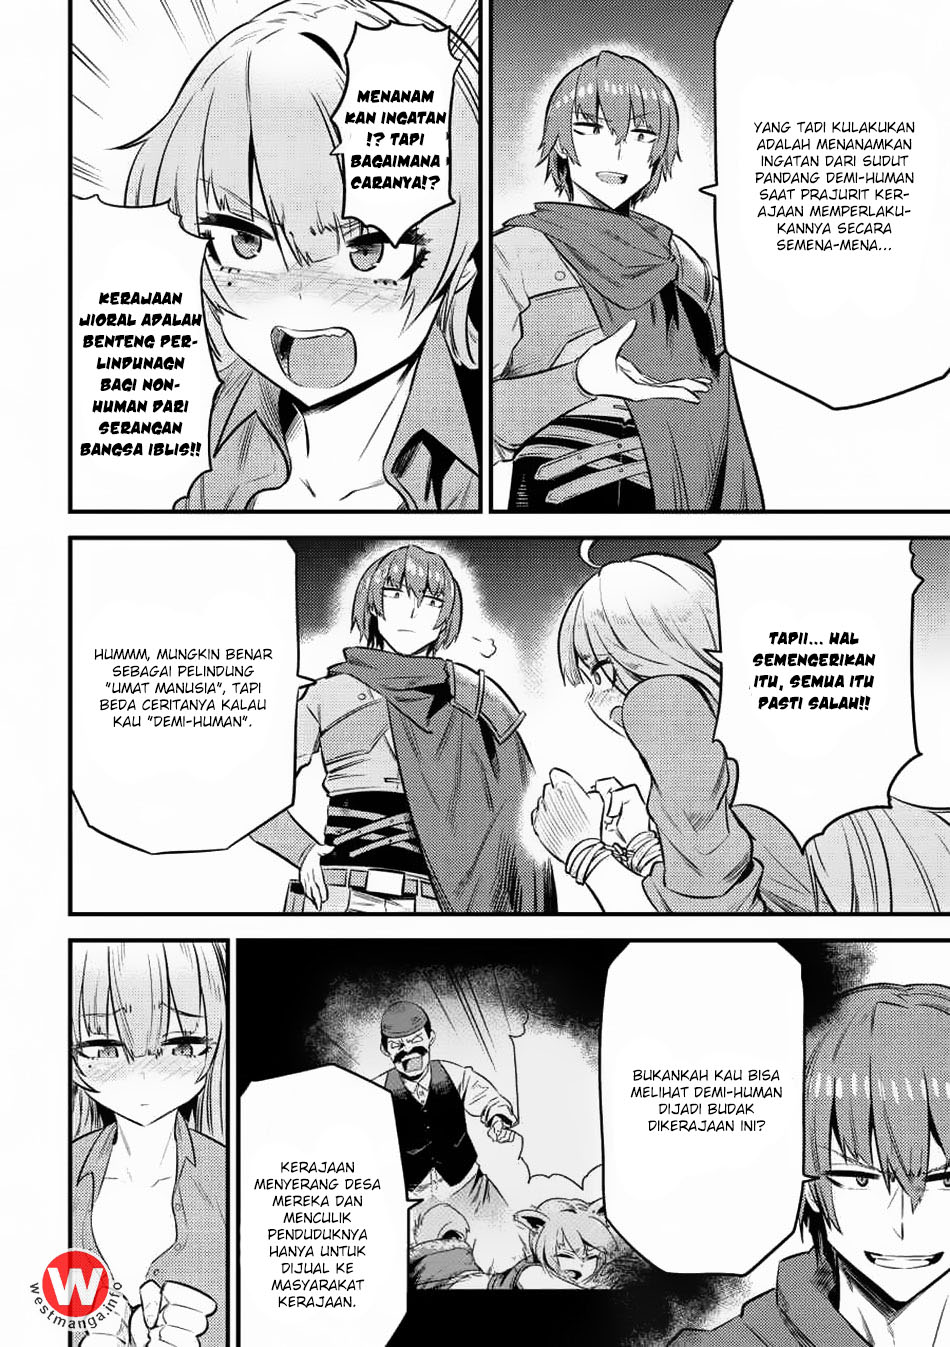 YANG TADI KULAKUKAN
ADALAH MENANAMKAN
INGATAN DARI SUDUT
PANDANG DEMI-HUMAN
SAAT PRAJURIT KER-
AJAAN MEMPERLAKU-
KANNYA SECARA
SEMENA-MENA...
MENANAM
KAN INGATAN
!? TAPI
BAGAIMANA
CARANYA!?
KERAJAAN
JIORAL ADALAH
BENTENG PER-
LINDUNAGN
BAGI NON-
HUMAN DARI
SERANGAN
BANGSA IBLIS!!
TAPII... HAL
SEMENGERIKAN
ITU, SEMUA ITU
PASTI SALAH!!
HUMMM, MUNGKIN BENAR
SEBAGAI PELINDUNG
"UMAT MANUSIA", TAPI
BEDA CERITANYA KALAU
KAU "DEMI-HUMAN".
BUKANKAH KAU BISA
MELIHAT DEMI-HUMAN
DIJADI BUDAK
DIKERAJAAN INI?
KERAJAAN
MENYERANG DESA
MEREKA DAN
MENCULIK
PENDUDUKNYA
HANYA UNTUK
DIJUAL KE
MASYARAKAT
KERAJAAN.
W
westmanga.info